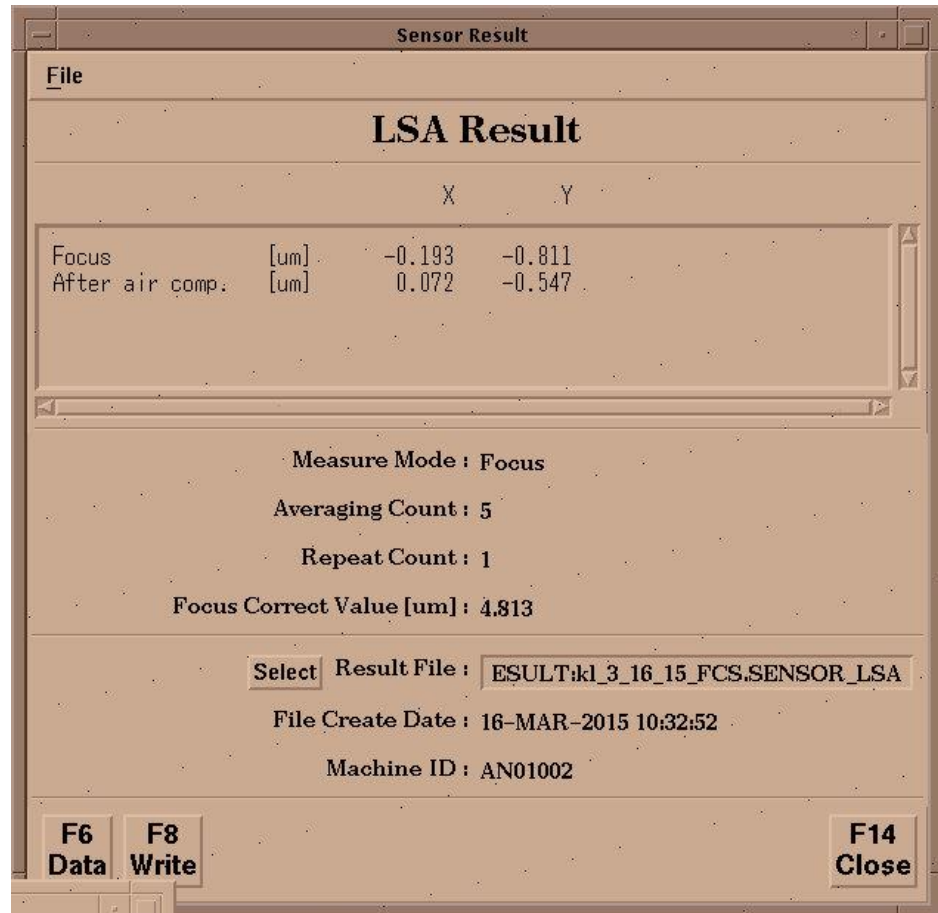 Sensor Result
File
LSA Result
X Y
Focus [um] -0.193 -0.811
After air comp. [um] 0.072 -0.547
Measure Mode : Focus
Averaging Count : 5
Repeat Count : 1
Focus Correct Value [um] : 4.813
Select Result File : ESULT:kl_3_16_15_FCS.SENSOR_LSA
File Create Date : 16-MAR-2015 10:32:52
Machine ID : AN01002
F6 F8 F14
Data Write Close